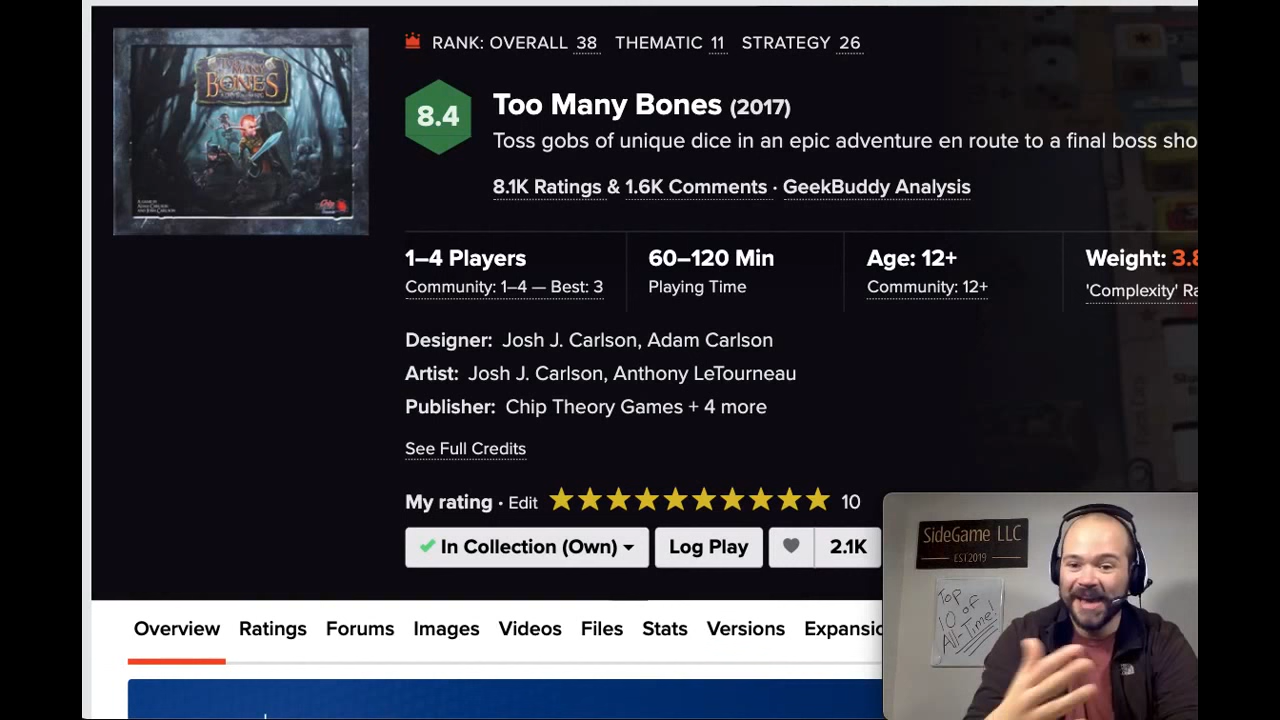 RANK: OVERALL 38 THEMATIC 11 STRATEGY 26
TOO MANY
BONES
8.4
Too Many Bones (2017)
Toss gobs of unique dice in an epic adventure en route to a final boss sho
8.1K Ratings & 1.6K Comments · GeekBuddy Analysis
1–4 Players
Community: 1–4 — Best: 3
60–120 Min
Playing Time
Age: 12+
Community: 12+
Weight: 3.8
'Complexity' Ra
Designer: Josh J. Carlson, Adam Carlson
Artist: Josh J. Carlson, Anthony LeTourneau
Publisher: Chip Theory Games + 4 more
See Full Credits
My rating · Edit 10
In Collection (Own)
Log Play
2.1K
Overview Ratings Forums Images Videos Files Stats Versions Expansio
SideGame LLC
EST2019
Top
10 of
All-Time!